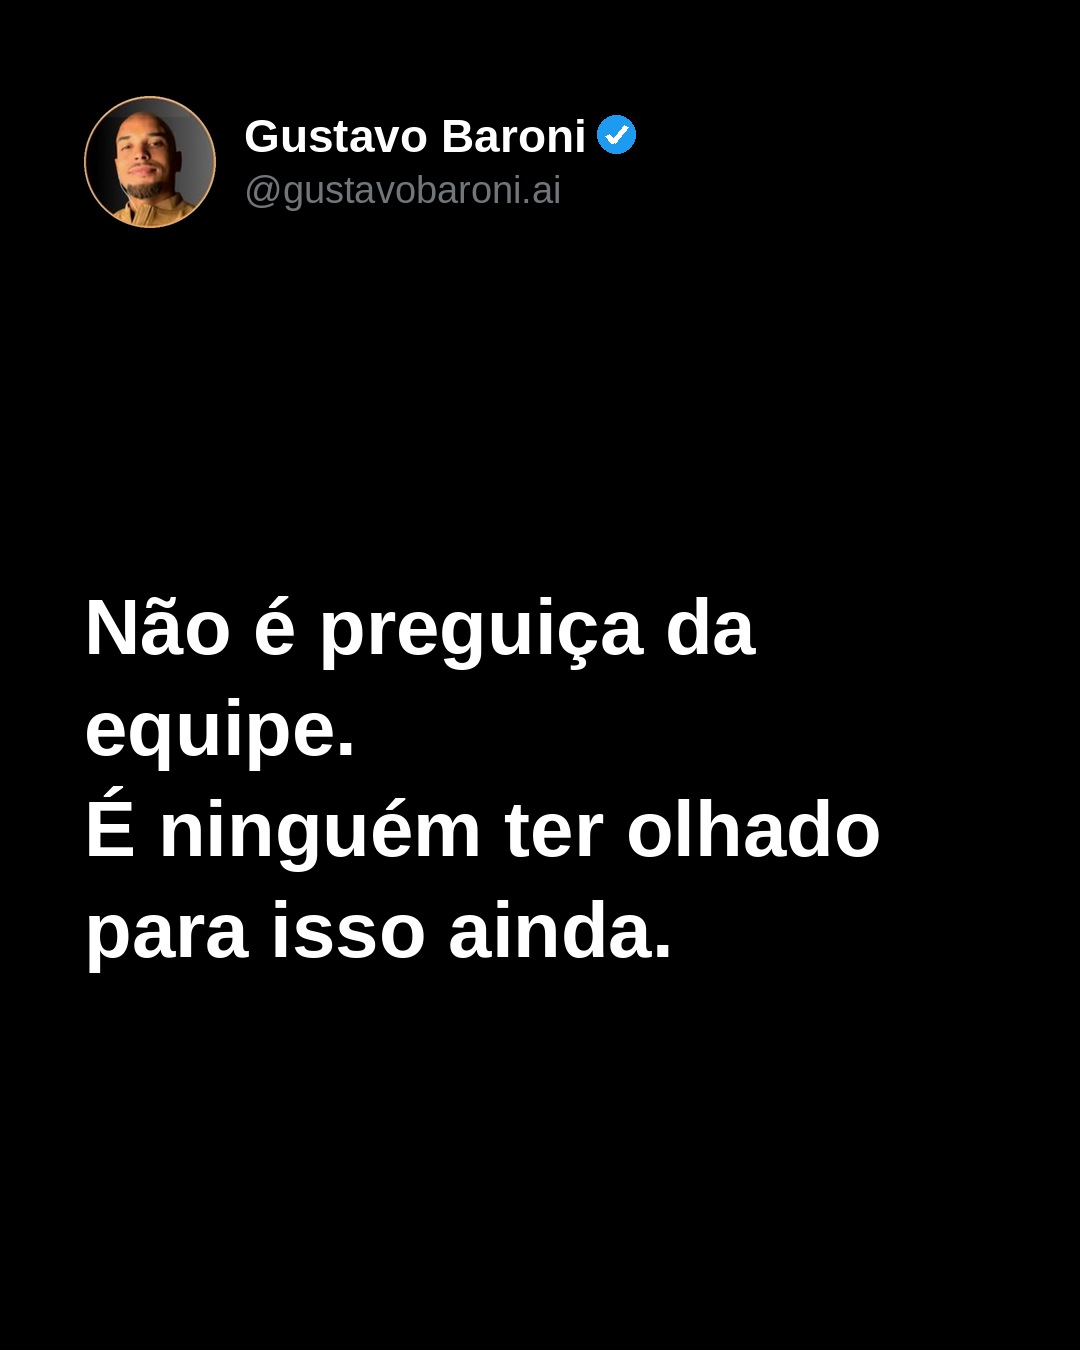 Gustavo Baroni
@gustavobaroni.ai
Não é preguiça da
equipe.
É ninguém ter olhado
para isso ainda.